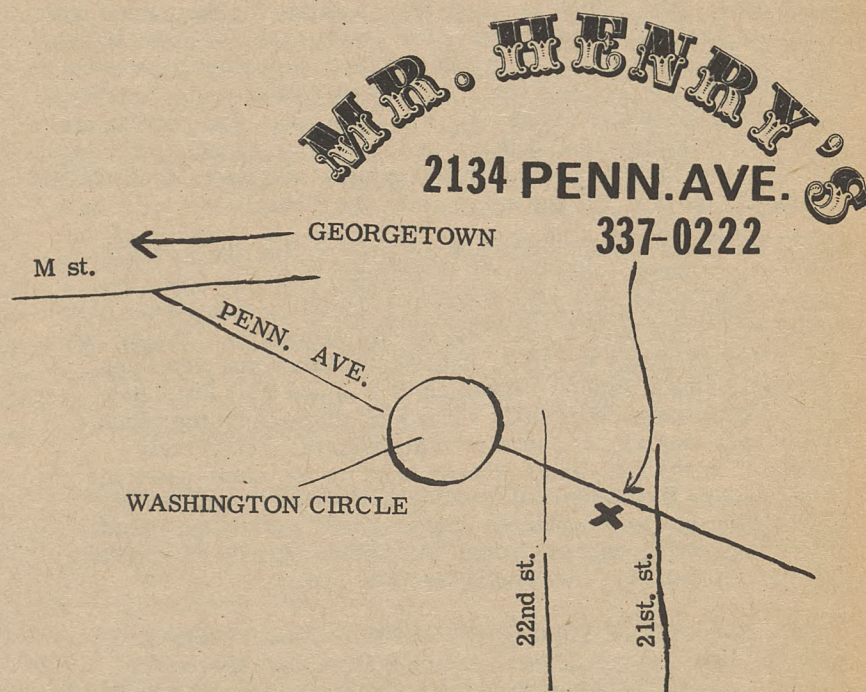 MR. HENRY'S
2134 PENN. AVE.
337-0222
GEORGETOWN
M st.
PENN. AVE.
WASHINGTON CIRCLE
22nd st.
21st. st.